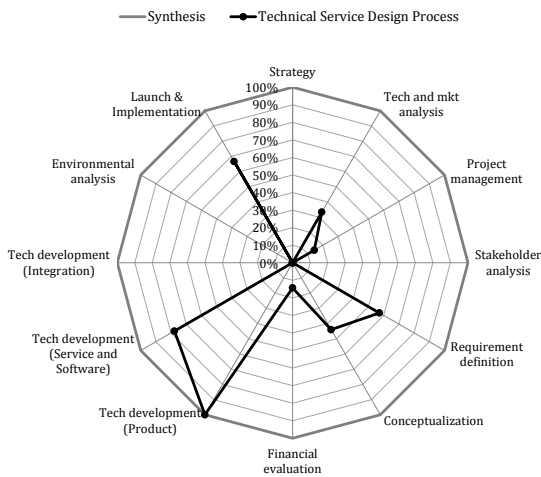 Synthesis
Technical Service Design Process
Strategy
100%
90%
80%
70%
60%
50%
40%
30%
20%
10%
0%
Tech and mkt
analysis
Project
management
Stakeholder
analysis
Requirement
definition
Conceptualization
Financial
evaluation
Tech development
(Product)
Tech development
(Service and
Software)
Tech development
(Integration)
Environmental
analysis
Launch &
Implementation